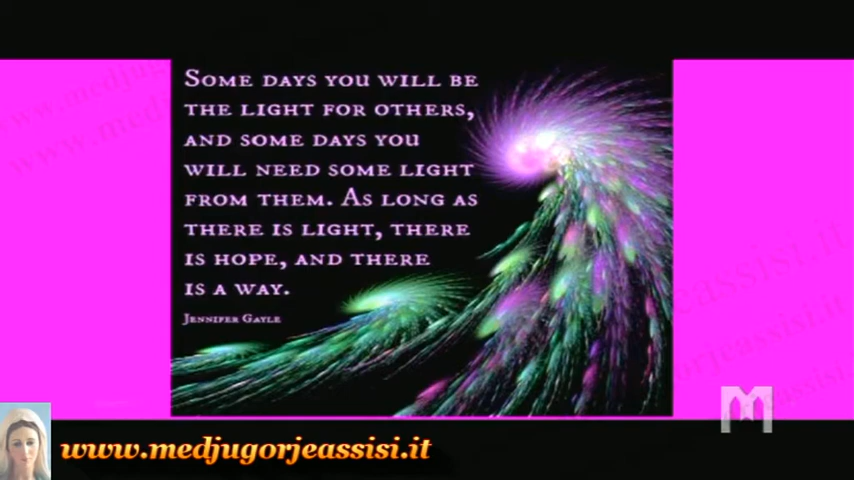 Some days you will be
the light for others,
and some days you
will need some light
from them. As long as
there is light, there
is hope, and there
is a way.
Jennifer Gayle
M
www.medjugorjeassisi.it